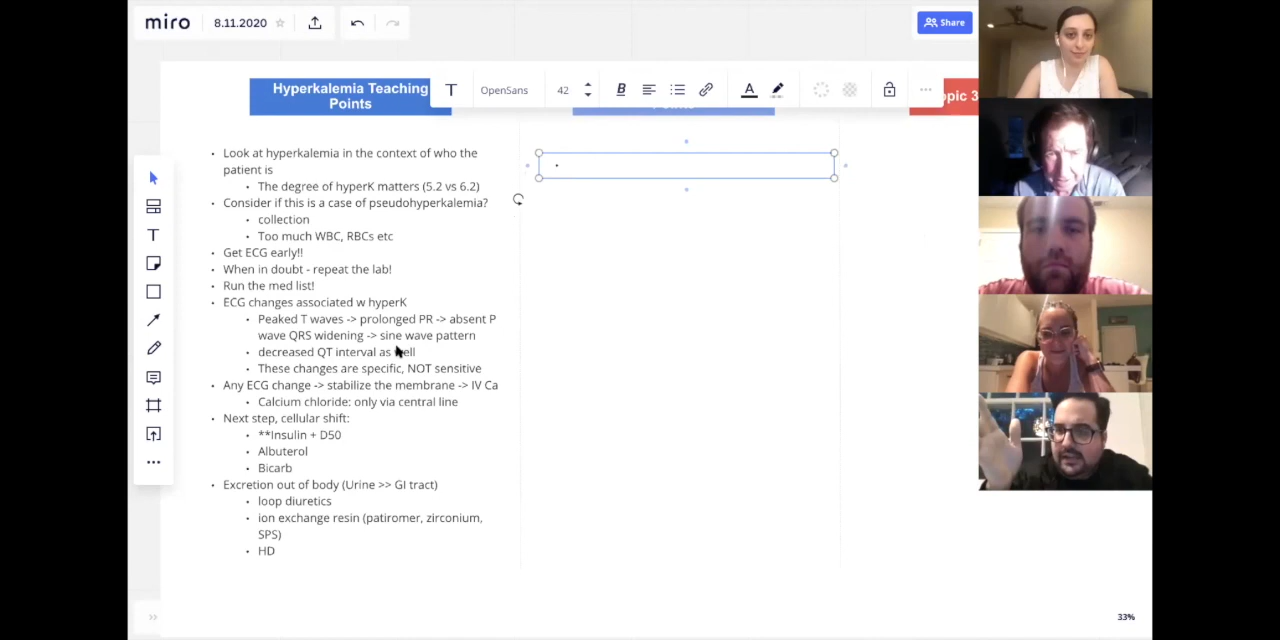 miro
8.11.2020
Share
OpenSans
42
B
A
Hyperkalemia Teaching
Points
Points
opic 3
Look at hyperkalemia in the context of who the
patient is
The degree of hyperK matters (5.2 vs 6.2)
Consider if this is a case of pseudohyperkalemia?
collection
Too much WBC, RBCs etc
Get ECG early!!
When in doubt - repeat the lab!
Run the med list!
ECG changes associated w hyperK
Peaked T waves -> prolonged PR -> absent P
wave QRS widening -> sine wave pattern
decreased QT interval as well
These changes are specific, NOT sensitive
Any ECG change -> stabilize the membrane -> IV Ca
Calcium chloride: only via central line
Next step, cellular shift:
**Insulin + D50
Albuterol
Bicarb
Excretion out of body (Urine >> GI tract)
loop diuretics
ion exchange resin (patiromer, zirconium,
SPS)
HD
33%